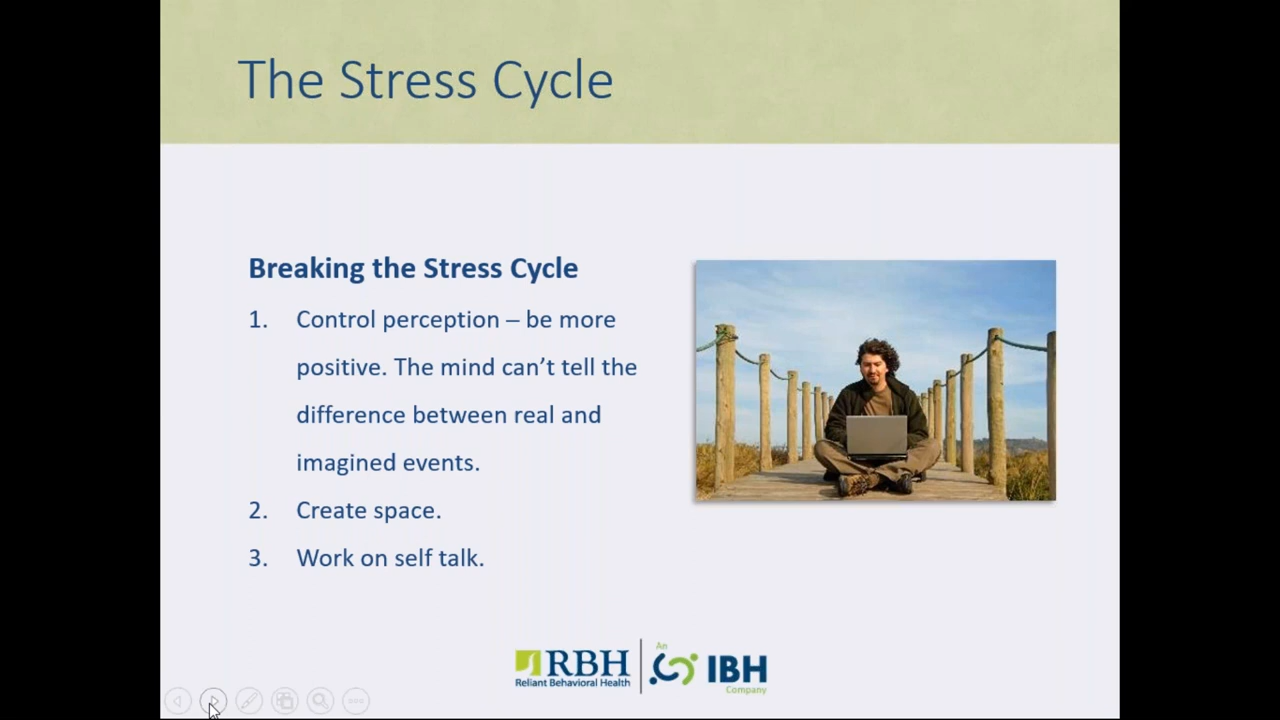 The Stress Cycle
Breaking the Stress Cycle
1. Control perception – be more
positive. The mind can’t tell the
difference between real and
imagined events.
2. Create space.
3. Work on self talk.
RBH
Reliant Behavioral Health
An
IBH
Company